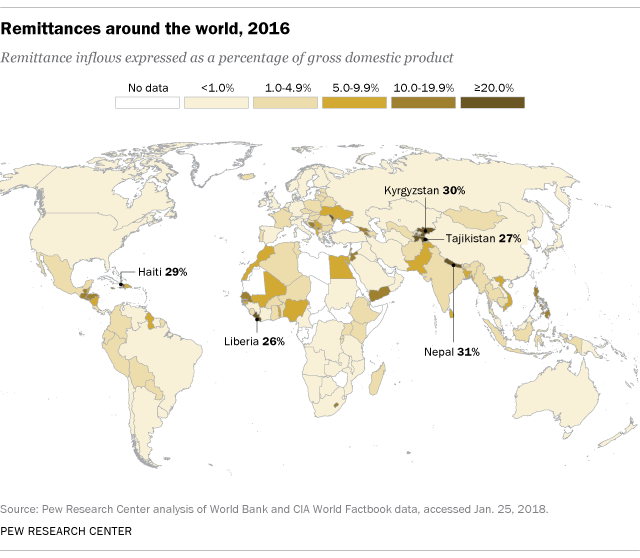 Remittances around the world, 2016
Remittance inflows expressed as a percentage of gross domestic product
No data <1.0% 1.0-4.9% 5.0-9.9% 10.0-19.9% ≥20.0%
Kyrgyzstan 30%
Tajikistan 27%
Haiti 29%
Liberia 26%
Nepal 31%
Source: Pew Research Center analysis of World Bank and CIA World Factbook data, accessed Jan. 25, 2018.
PEW RESEARCH CENTER